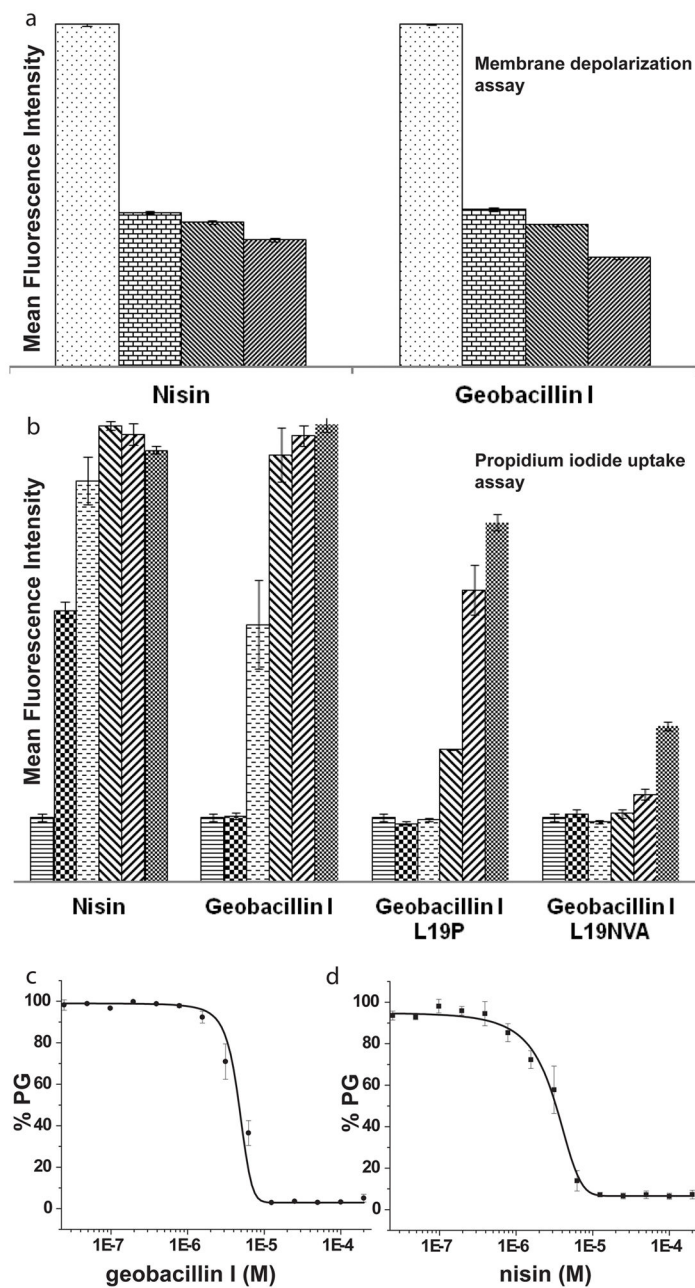 a
Mean Fluorescence Intensity
Membrane depolarization
assay
Nisin
Geobacillin I
b
Mean Fluorescence Intensity
Propidium iodide uptake
assay
Nisin
Geobacillin I
Geobacillin I
L19P
Geobacillin I
L19NVA
c
% PG
100
80
60
40
20
0
1E-7
1E-6
1E-5
1E-4
geobacillin I (M)
d
% PG
100
80
60
40
20
0
1E-7
1E-6
1E-5
1E-4
nisin (M)